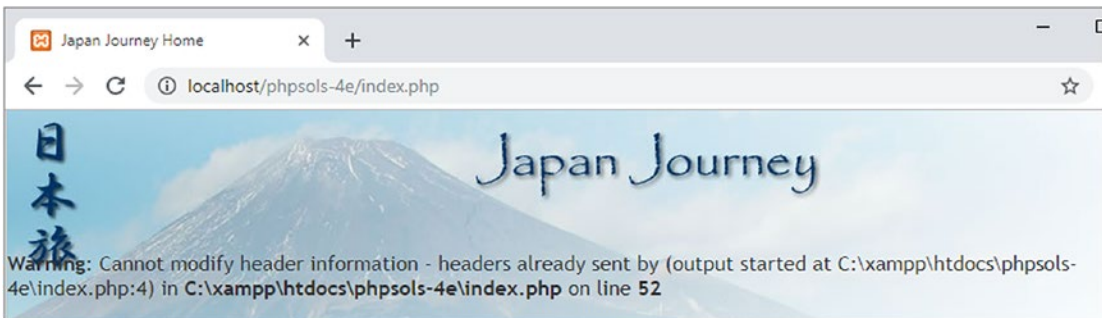 Japan Journey Home
localhost/phpsols-4e/index.php
日本旅
Japan Journey
Warning: Cannot modify header information - headers already sent by (output started at C:\xampp\htdocs\phpsols-
4e\index.php:4) in C:\xampp\htdocs\phpsols-4e\index.php on line 52